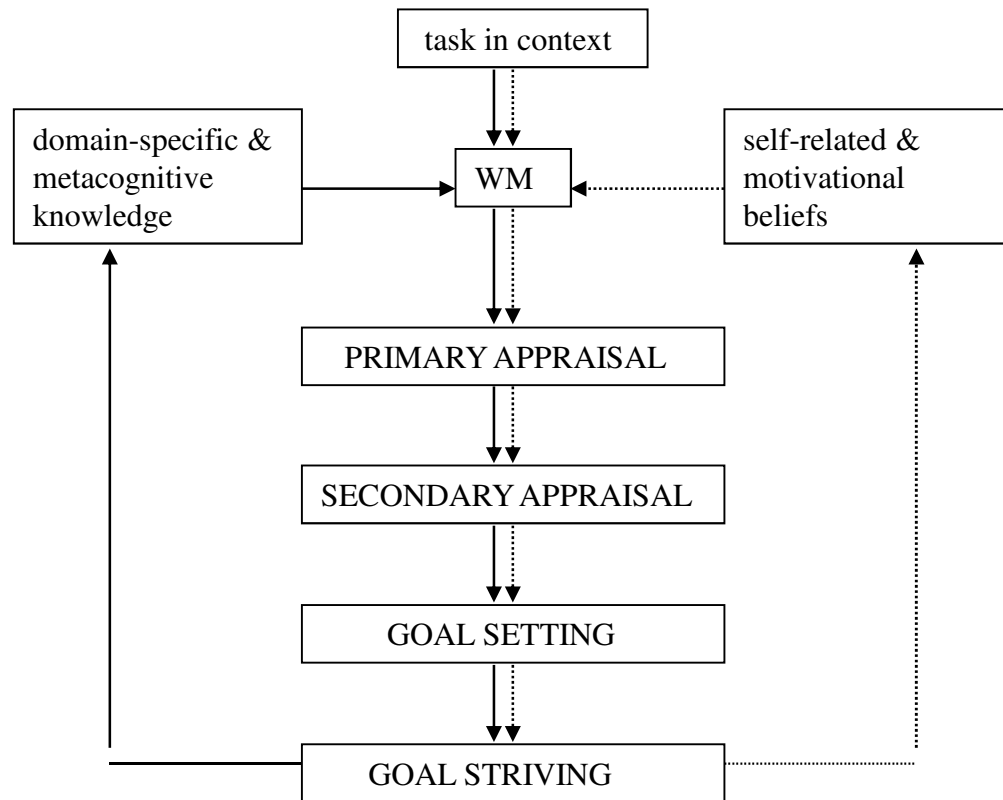 task in context
domain-specific &
metacognitive
knowledge
WM
self-related &
motivational
beliefs
PRIMARY APPRAISAL
SECONDARY APPRAISAL
GOAL SETTING
GOAL STRIVING